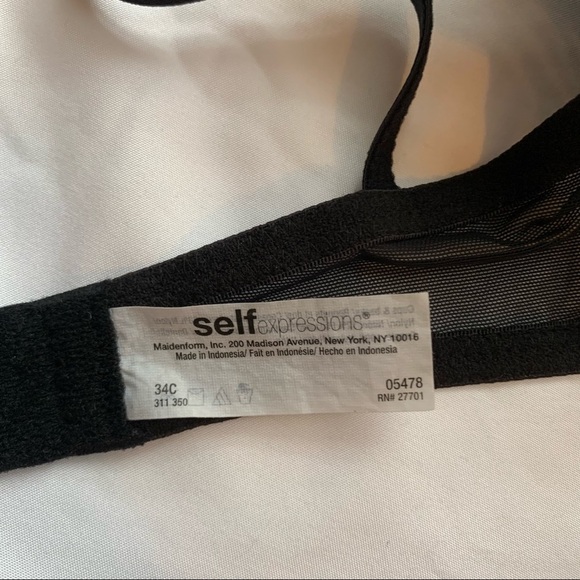 self expressions®
Maidenform, Inc. 200 Madison Avenue, New York, NY 10016
Made in Indonesia/ Fait en Indonésie/ Hecho en Indonesia
34C 05478
311 350 RN# 27701